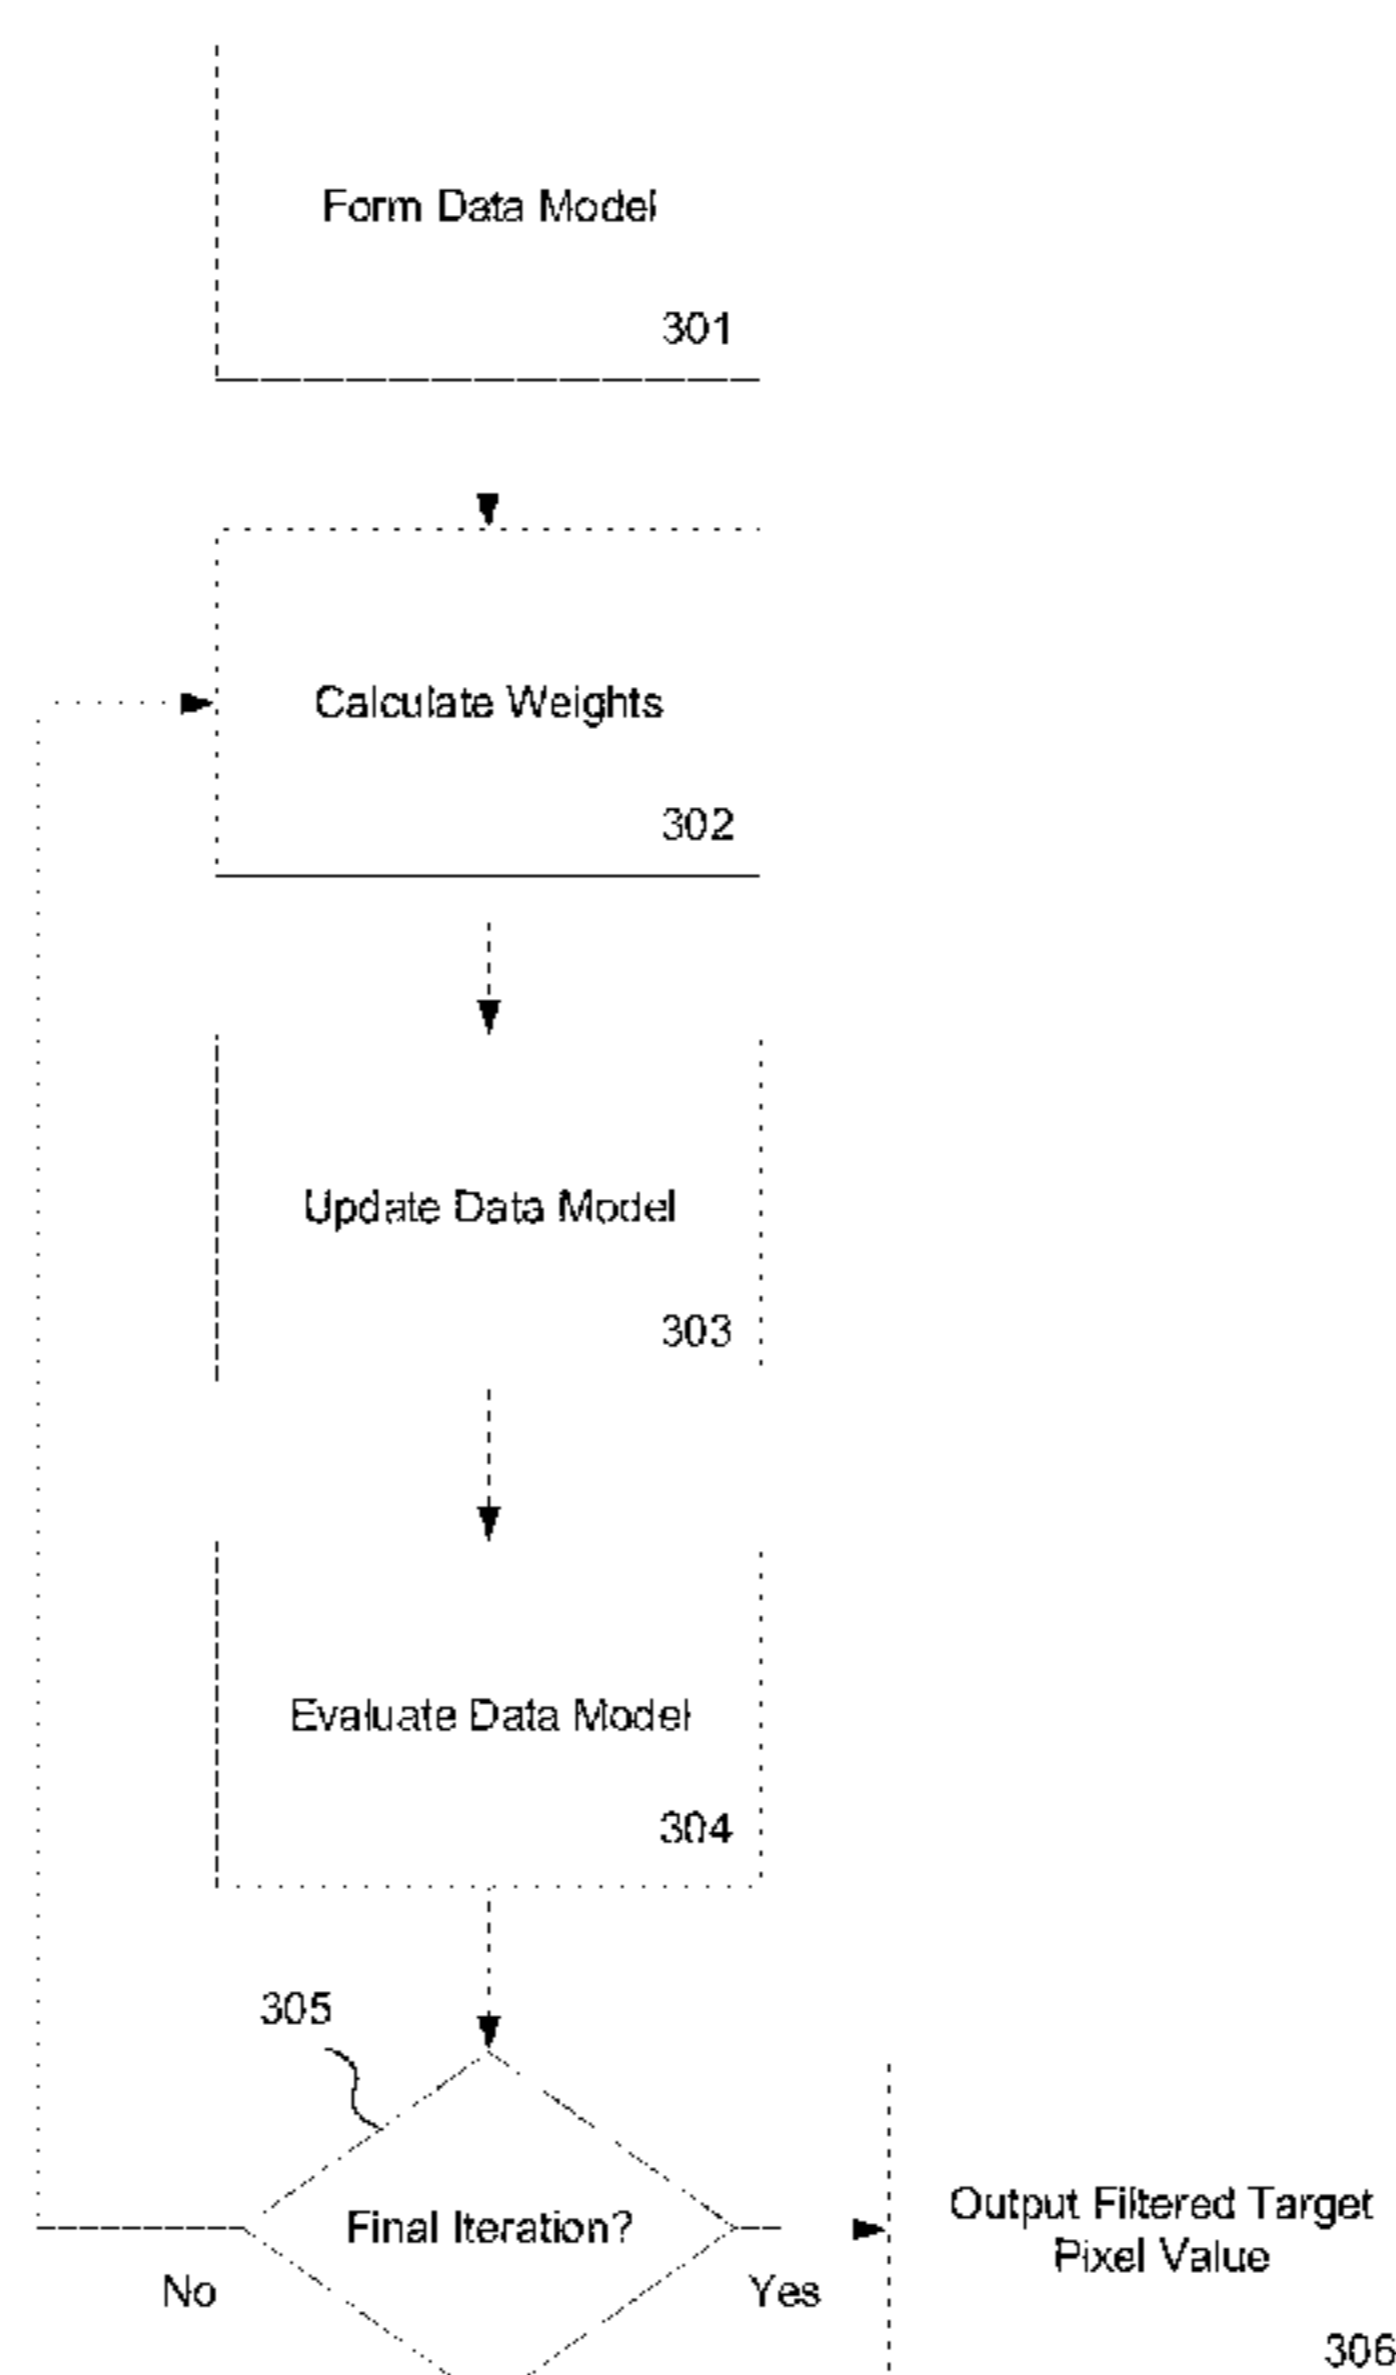 Form Data Model
301
Calculate Weights
302
Update Data Model
303
Evaluate Data Model
304
305
Final Iteration?
No
Yes
Output Filtered Target
Pixel Value
306